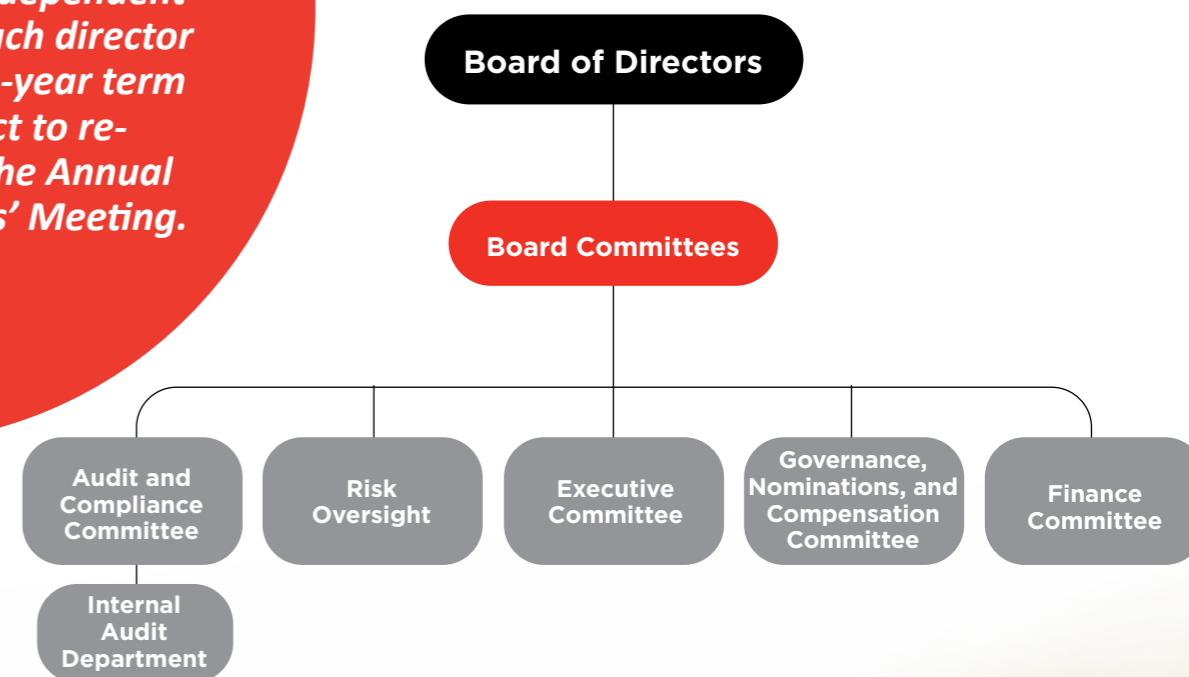 ach director
-year term
ct to re-
he Annual
s’ Meeting.
Board of Directors
Board Committees
Audit and
Compliance
Committee
Risk
Oversight
Executive
Committee
Governance,
Nominations, and
Compensation
Committee
Finance
Committee
Internal
Audit
Department